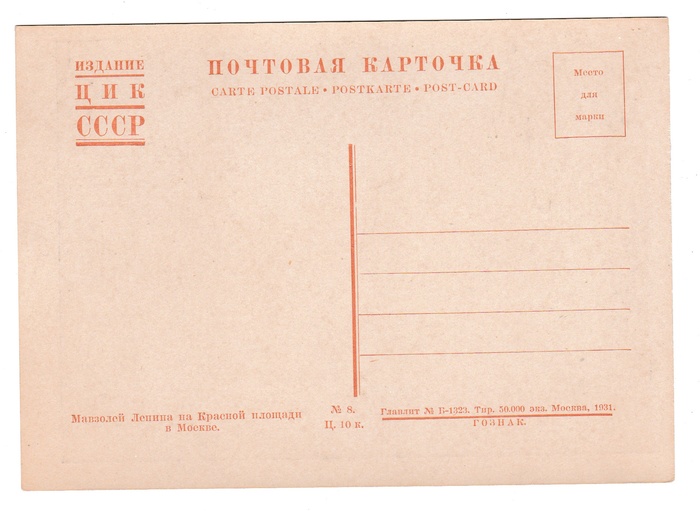 ИЗДАНИЕ
ЦИК
СССР
ПОЧТОВАЯ КАРТОЧКА
CARTE POSTALE • POSTKARTE • POST-CARD
Место
для
марки
Мавзолей Ленина на Красной площади
в Москве.
№ 8.
Ц. 10 к.
Главлит № Б-1323. Тир. 50.000 экз. Москва, 1931.
ГОЗНАК.